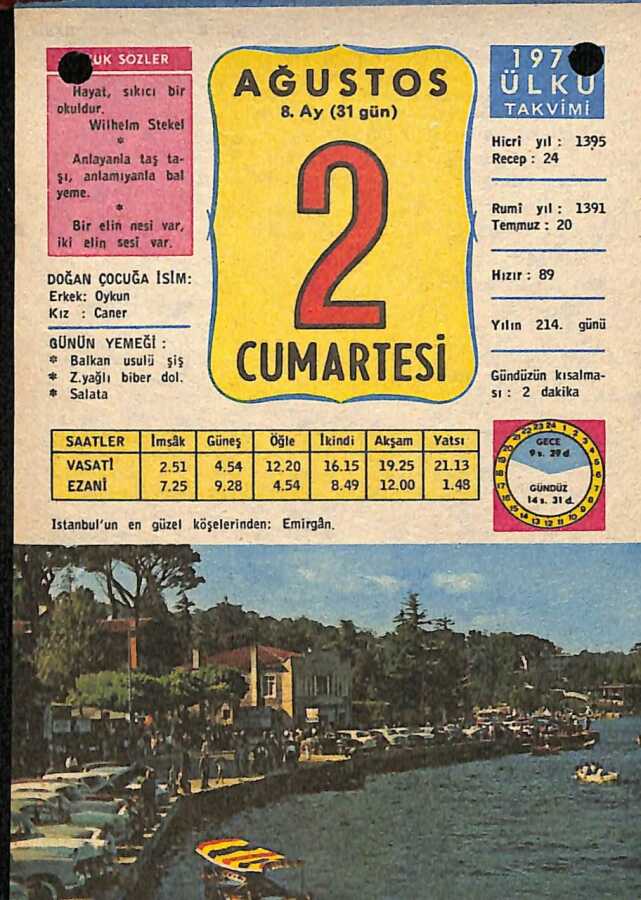 UK SÖZLER
Hayat, sıkıcı bir
okuldur.
Wilhelm Stekel
*
Anlayanla taş ta-
şı, anlamıyanla bal
yeme.
*
Bir elin nesi var,
iki elin sesi var.
DOĞAN ÇOCUĞA İSİM:
Erkek: Oykun
Kız : Caner
GÜNÜN YEMEĞİ :
* Balkan usulü şiş
* Z.yağlı biber dol.
* Salata
AĞUSTOS
8. Ay (31 gün)
2
CUMARTESİ
197
ÜLKÜ
TAKVİMİ
Hicrî yıl : 1395
Recep : 24
Rumî yıl : 1391
Temmuz : 20
Hızır : 89
Yılın 214. günü
Gündüzün kısalma-
sı : 2 dakika
SAATLER İmsâk Güneş Öğle İkindi Akşam Yatsı
VASATİ 2.51 4.54 12.20 16.15 19.25 21.13
EZANİ 7.25 9.28 4.54 8.49 12.00 1.48
GECE
9 s. 29 d.
GÜNDÜZ
14 s. 31 d.
İstanbul'un en güzel köşelerinden: Emirgân.